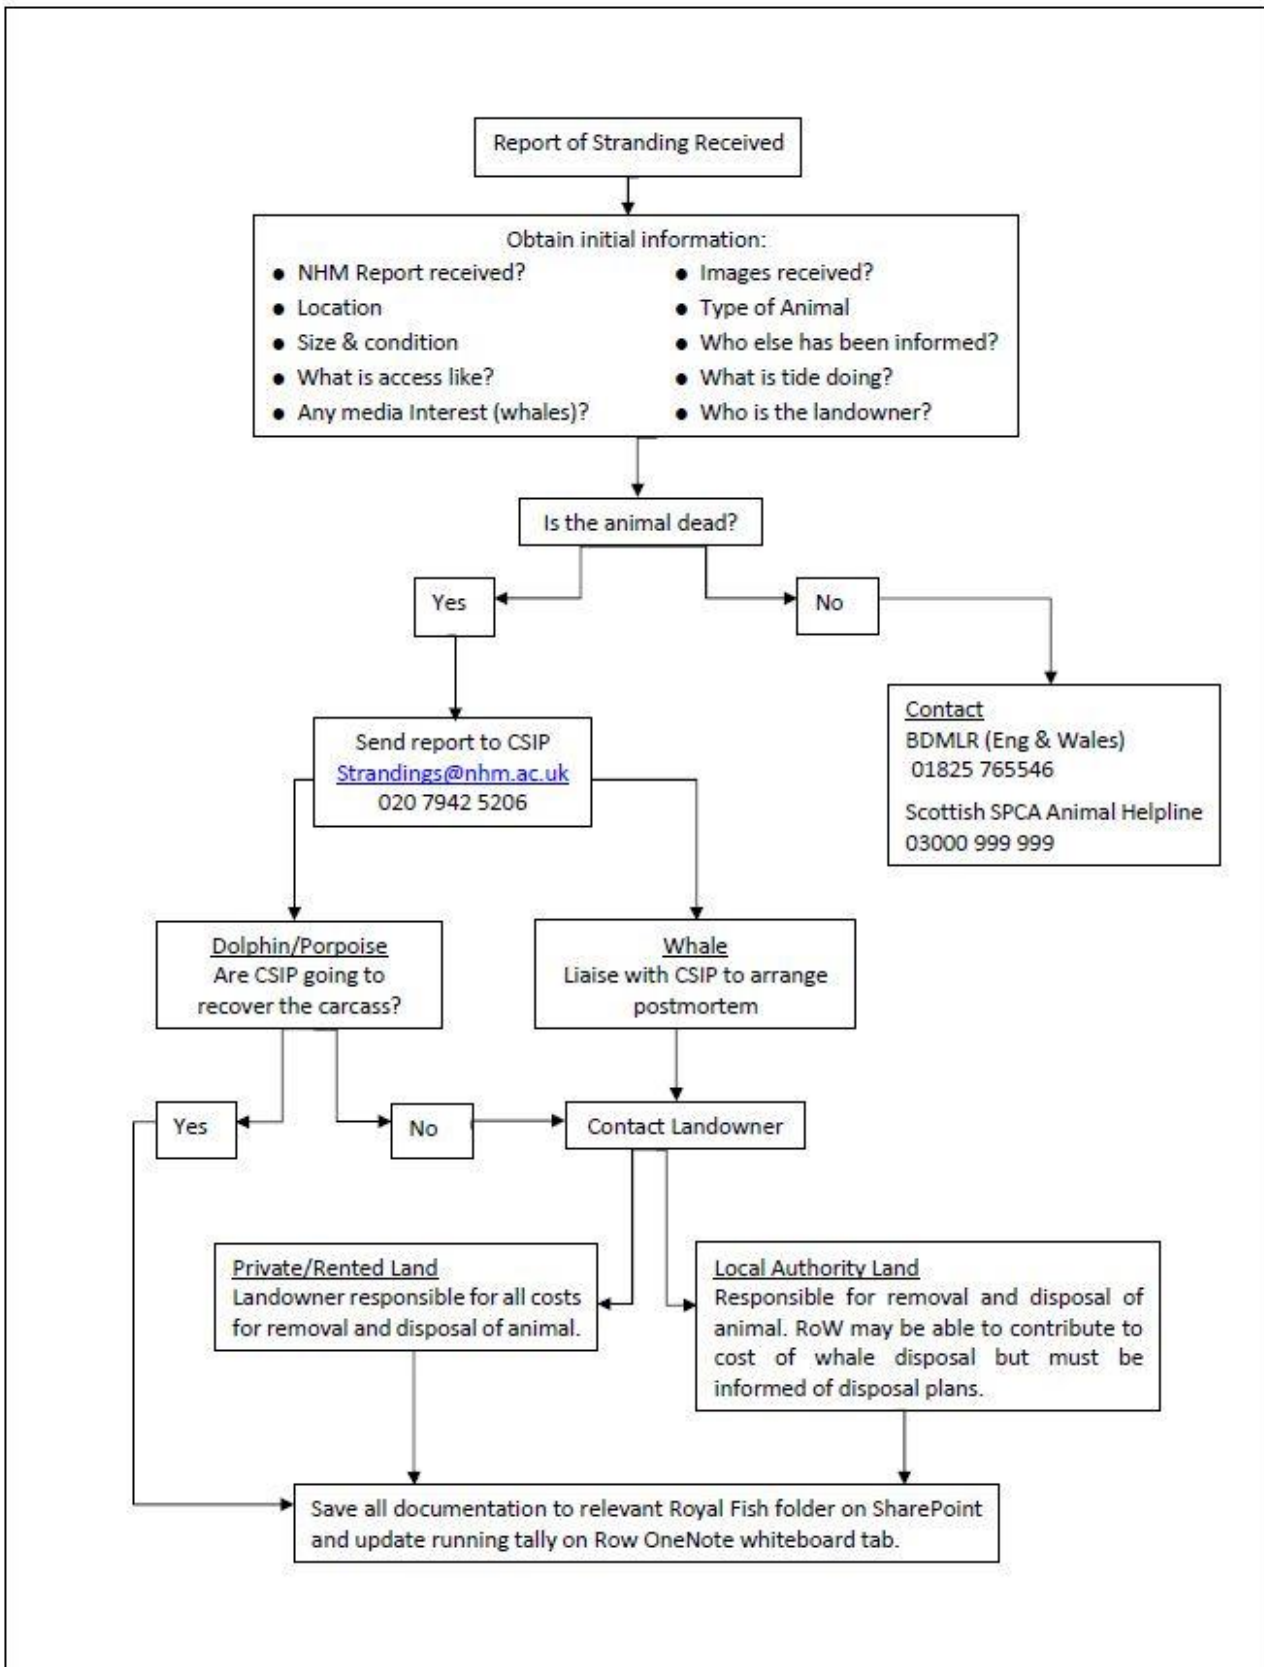 Report of Stranding Received
Obtain initial information:
● NHM Report received?
● Location
● Size & condition
● What is access like?
● Any media Interest (whales)?
● Images received?
● Type of Animal
● Who else has been informed?
● What is tide doing?
● Who is the landowner?
Is the animal dead?
Yes
No
Contact
BDMLR (Eng & Wales)
01825 765546
Scottish SPCA Animal Helpline
03000 999 999
Send report to CSIP
Strandings@nhm.ac.uk
020 7942 5206
Dolphin/Porpoise
Are CSIP going to
recover the carcass?
Whale
Liaise with CSIP to arrange
postmortem
Yes
No
Contact Landowner
Private/Rented Land
Landowner responsible for all costs
for removal and disposal of animal.
Local Authority Land
Responsible for removal and disposal of
animal. RoW may be able to contribute to
cost of whale disposal but must be
informed of disposal plans.
Save all documentation to relevant Royal Fish folder on SharePoint
and update running tally on Row OneNote whiteboard tab.